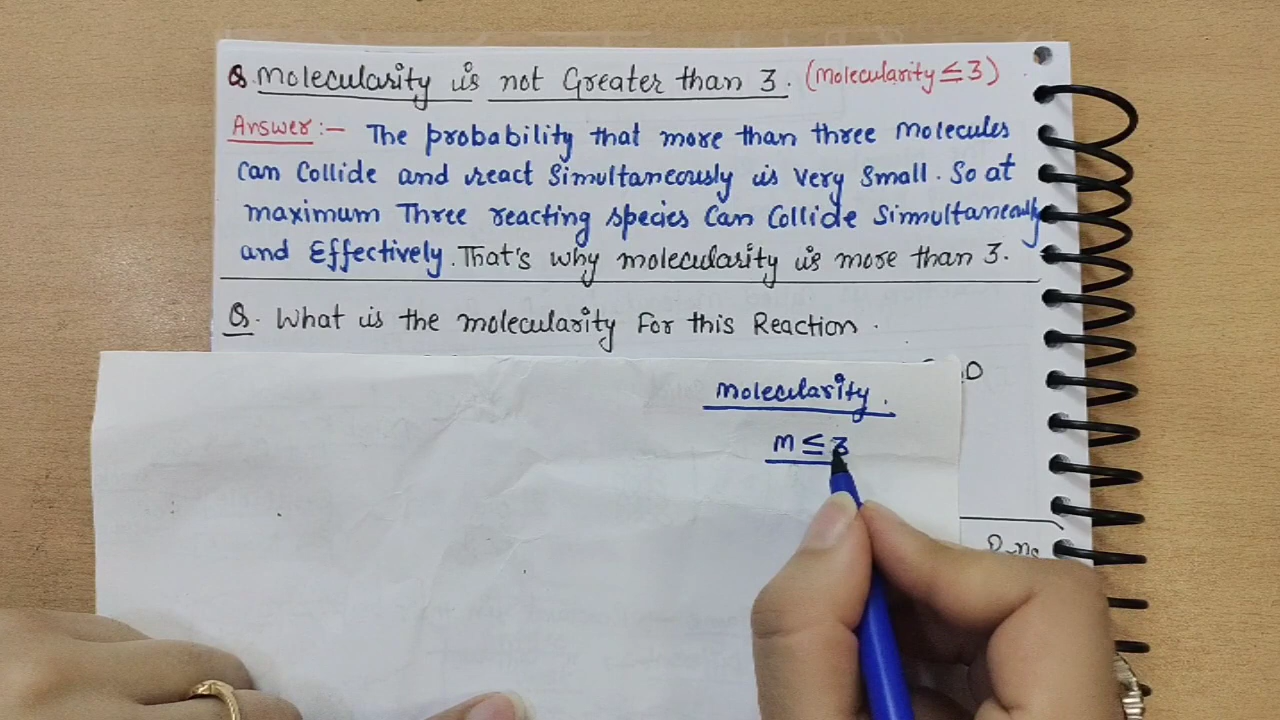 Q. Molecularity is not Greater than 3. (Molecularity ≤ 3)
Answer:- The probability that more than three Molecules
Can Collide and react Simultaneously is Very Small. So at
maximum Three reacting species Can Collide Simultaneously
and Effectively. That's why molecularity is more than 3.
Q. What is the molecularity For this Reaction.
D
Molecularity.
m ≤ 3